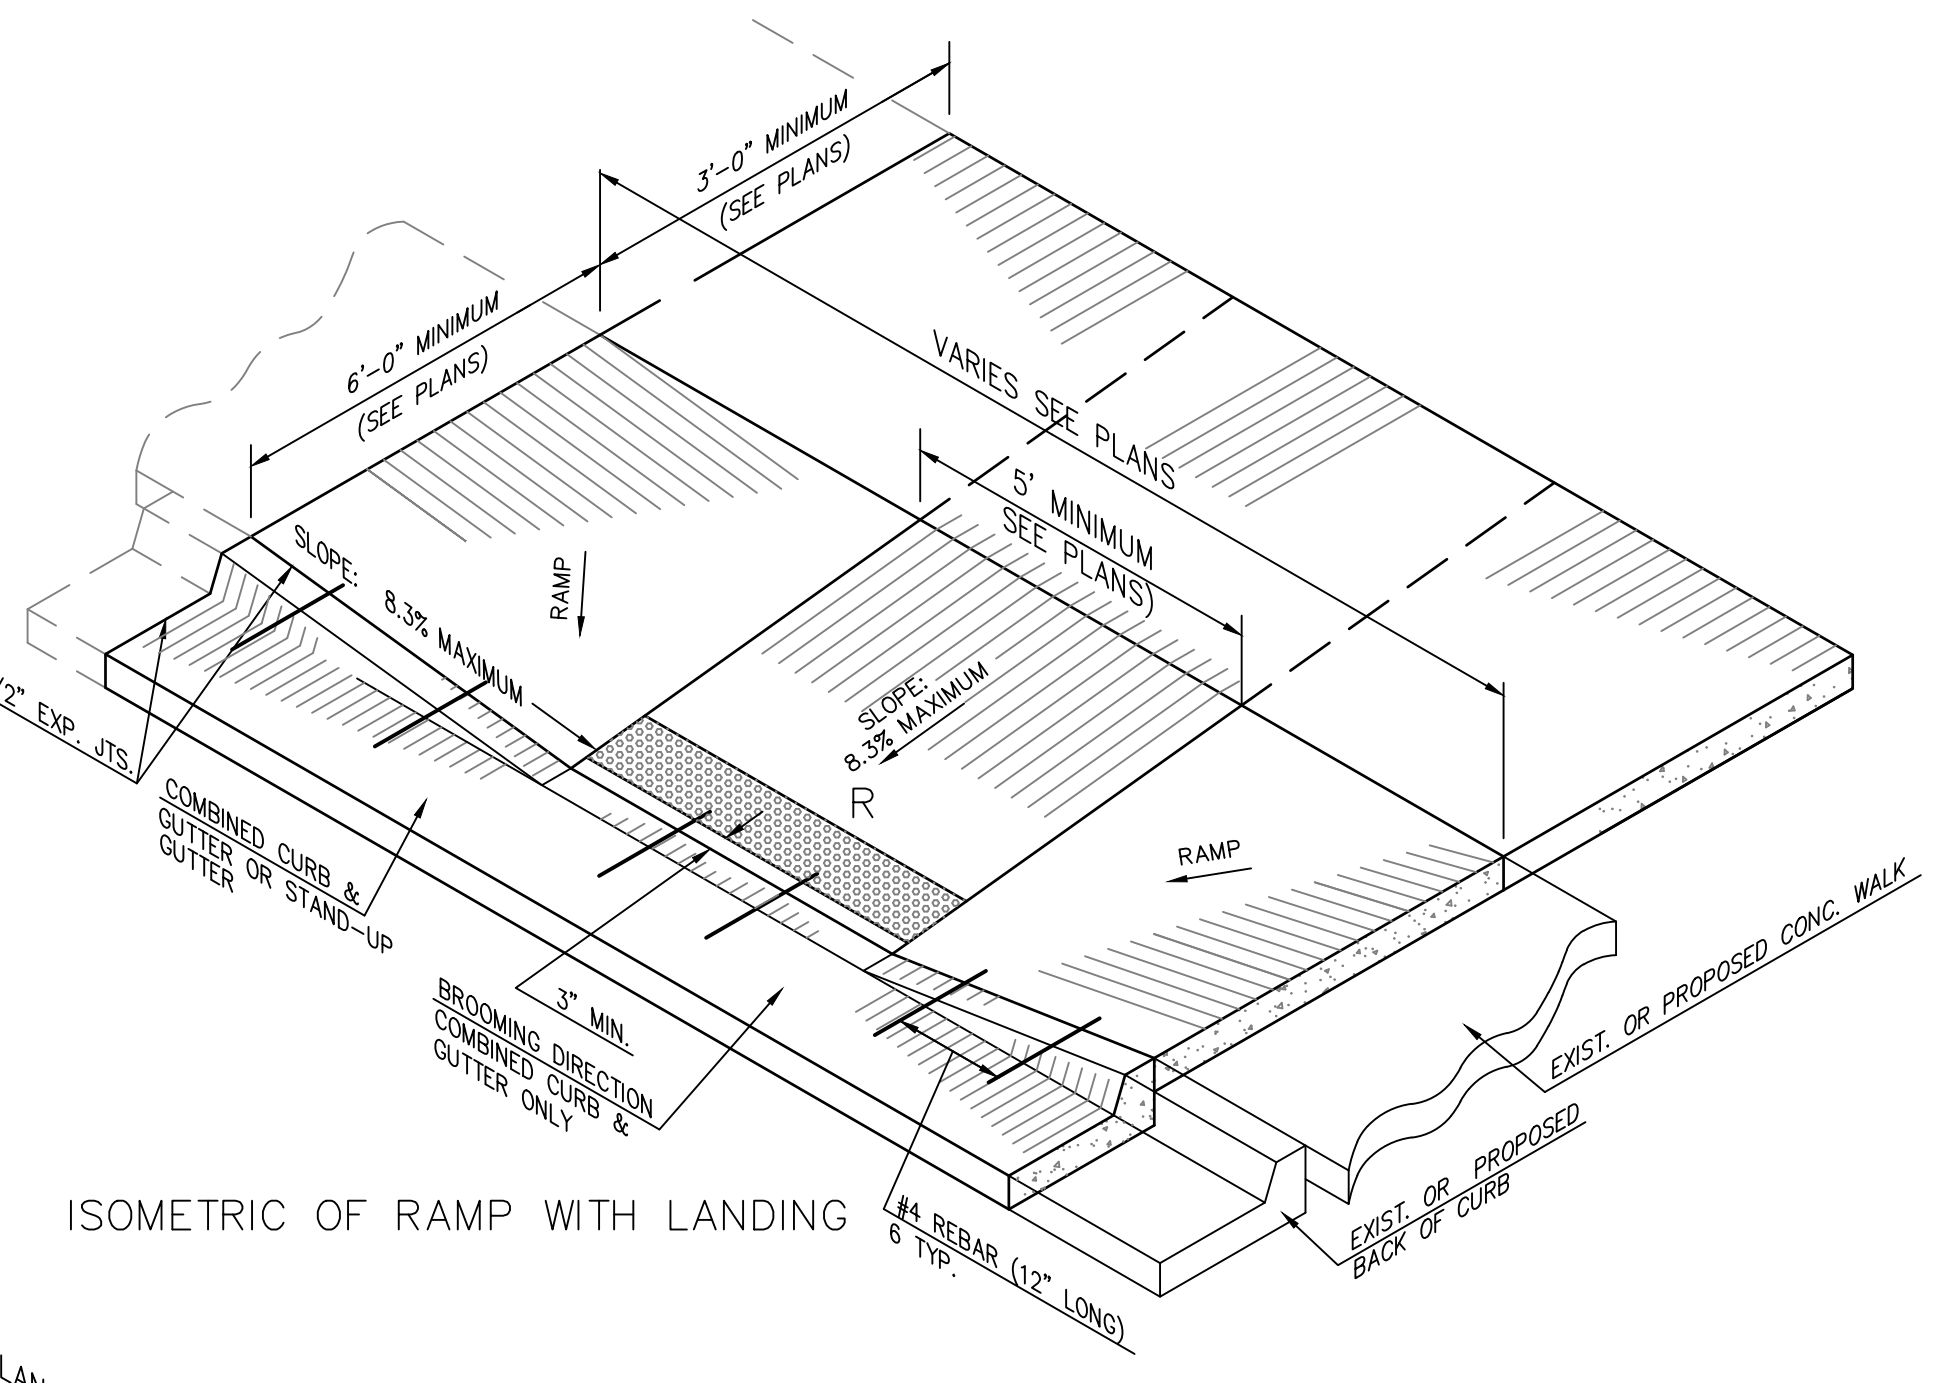 3'-0" MINIMUM
(SEE PLANS)
6'-0" MINIMUM
(SEE PLANS)
VARIES SEE PLANS
5' MINIMUM
SEE PLANS)
SLOPE:
8.3% MAXIMUM
RAMP
SLOPE:
8.3% MAXIMUM
R
RAMP
/2" EXP. JTS.
COMBINED CURB &
GUTTER OR STAND-UP
GUTTER
3" MIN.
BROOMING DIRECTION
COMBINED CURB &
GUTTER ONLY
EXIST. OR PROPOSED CONC. WALK
EXIST. OR PROPOSED
BACK OF CURB
#4 REBAR (12" LONG)
6 TYP.
ISOMETRIC OF RAMP WITH LANDING